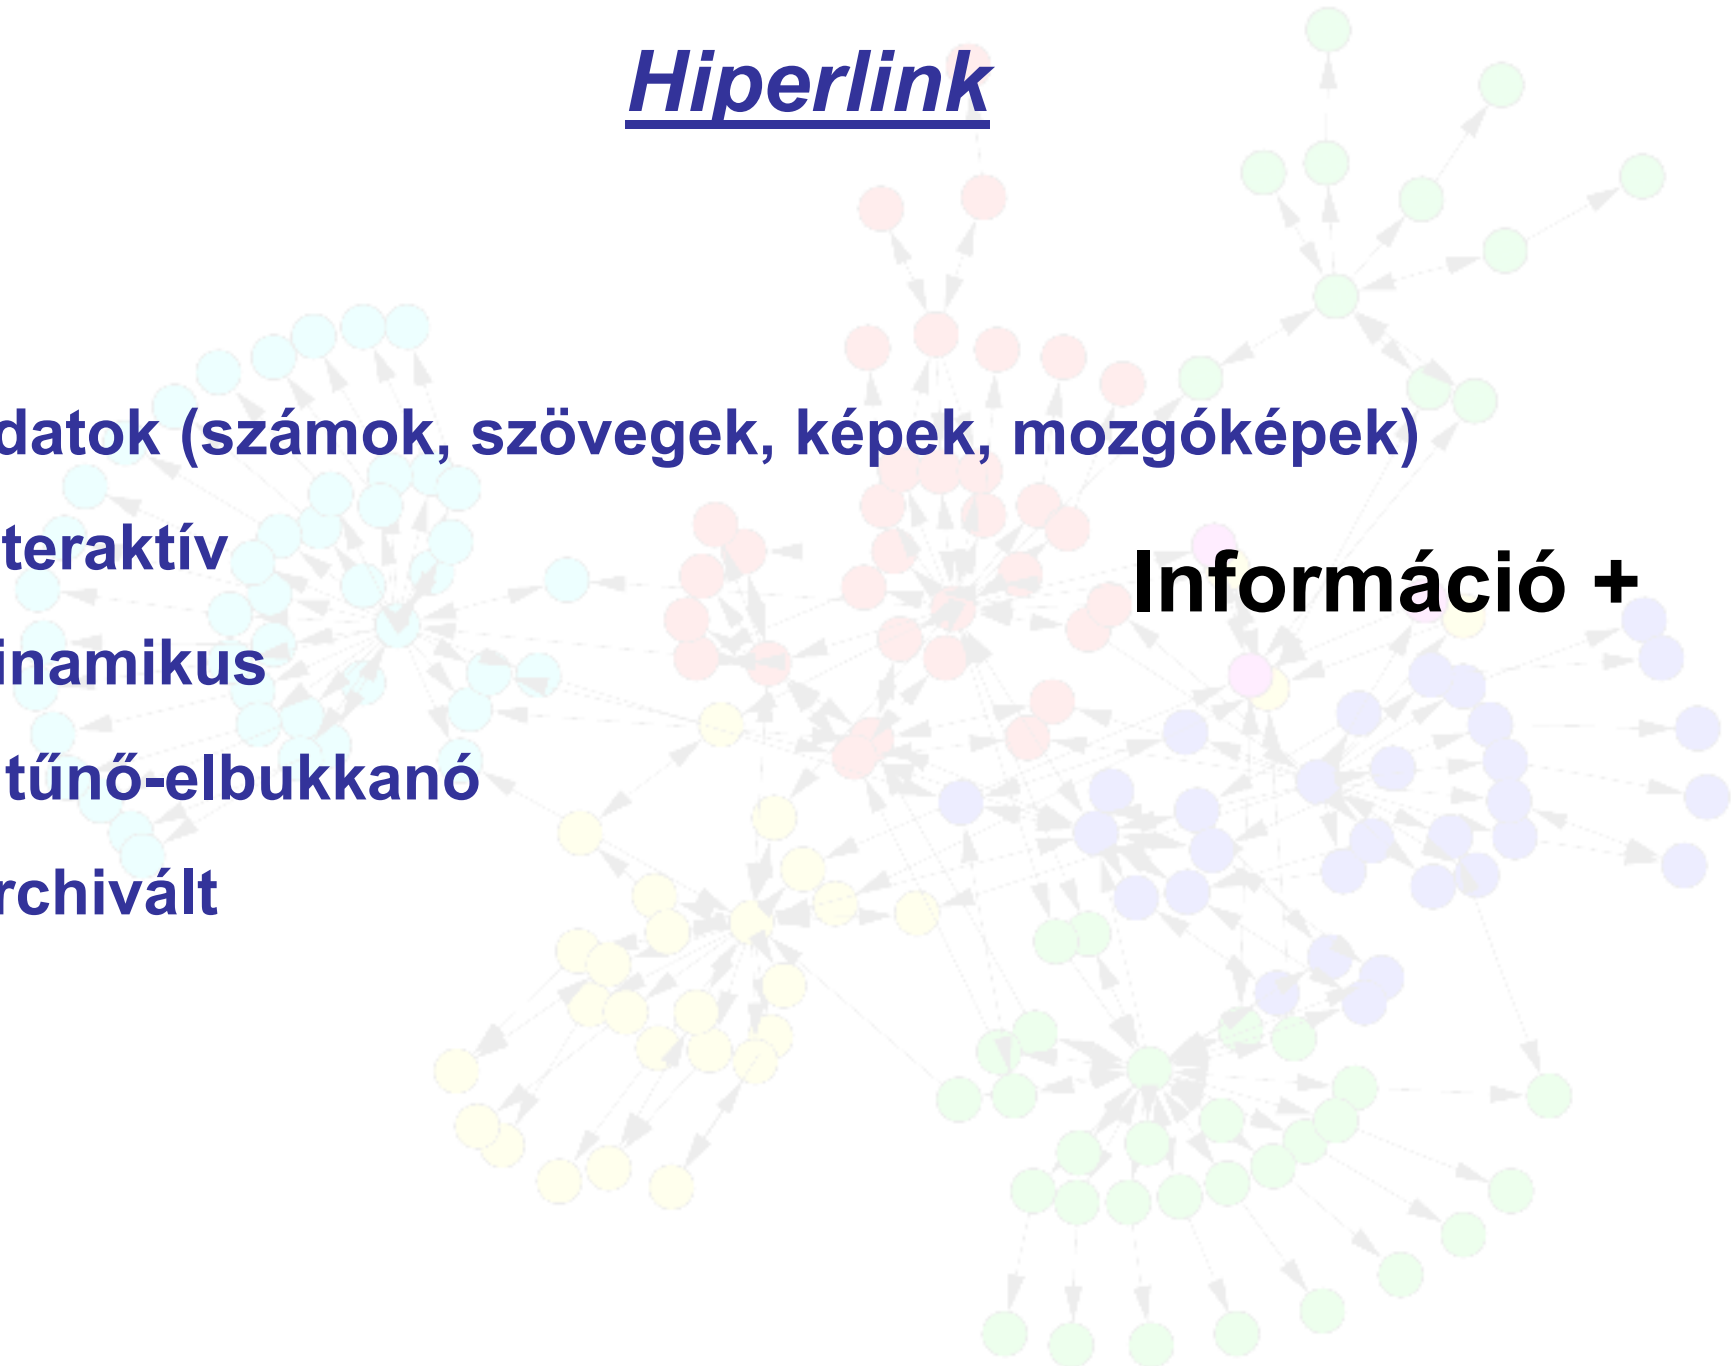 Hiperlink
datok (számok, szövegek, képek, mozgóképek)
teraktív
Információ +
inamikus
tűnő-elbukkanó
rchivált